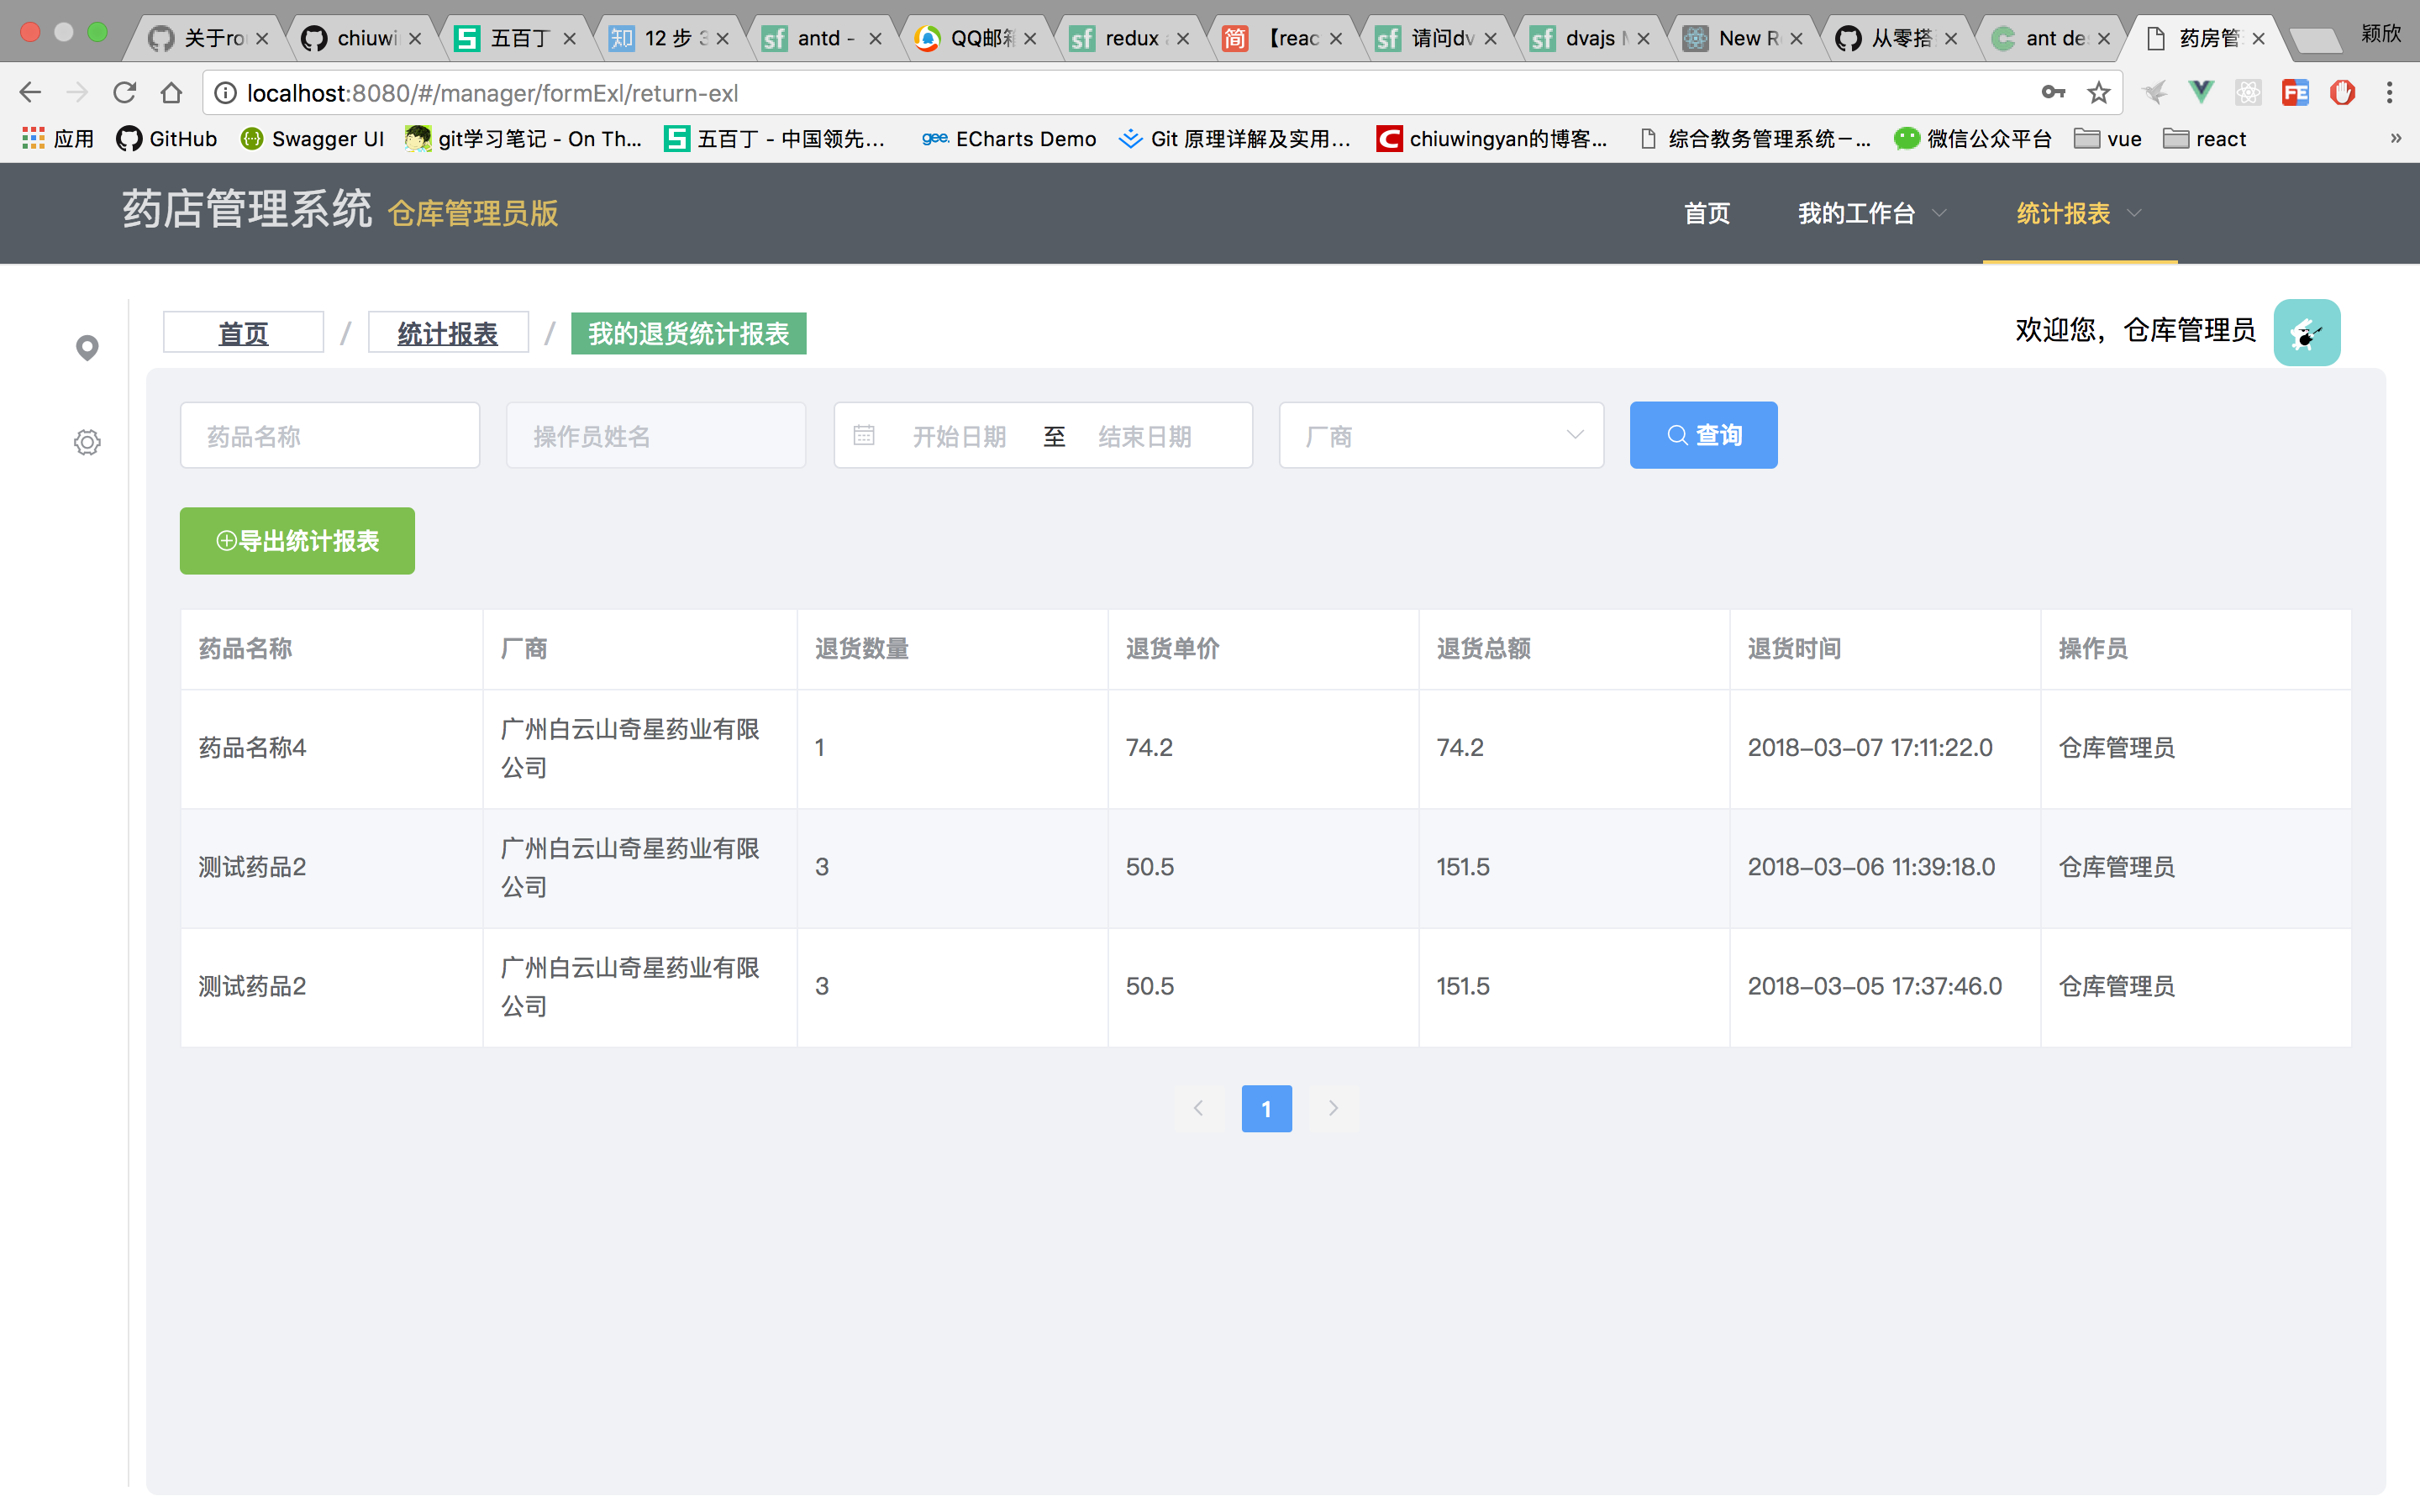 关于ro
chiuwi
五百丁
12 步
antd -
QQ邮箱
redux
【reac
请问dv
dvajs
New R
从零搭
ant de
药房管
颖欣
localhost:8080/#/manager/formExl/return-exl
应用
GitHub
Swagger UI
git学习笔记 - On Th...
五百丁 - 中国领先...
ECharts Demo
Git 原理详解及实用...
chiuwingyan的博客...
综合教务管理系统－...
微信公众平台
vue
react
»
药店管理系统 仓库管理员版
首页
我的工作台
统计报表
首页 / 统计报表 / 我的退货统计报表
欢迎您，仓库管理员
药品名称
操作员姓名
开始日期 至 结束日期
厂商
查询
导出统计报表
药品名称 厂商 退货数量 退货单价 退货总额 退货时间 操作员
药品名称4 广州白云山奇星药业有限公司 1 74.2 74.2 2018-03-07 17:11:22.0 仓库管理员
测试药品2 广州白云山奇星药业有限公司 3 50.5 151.5 2018-03-06 11:39:18.0 仓库管理员
测试药品2 广州白云山奇星药业有限公司 3 50.5 151.5 2018-03-05 17:37:46.0 仓库管理员
1